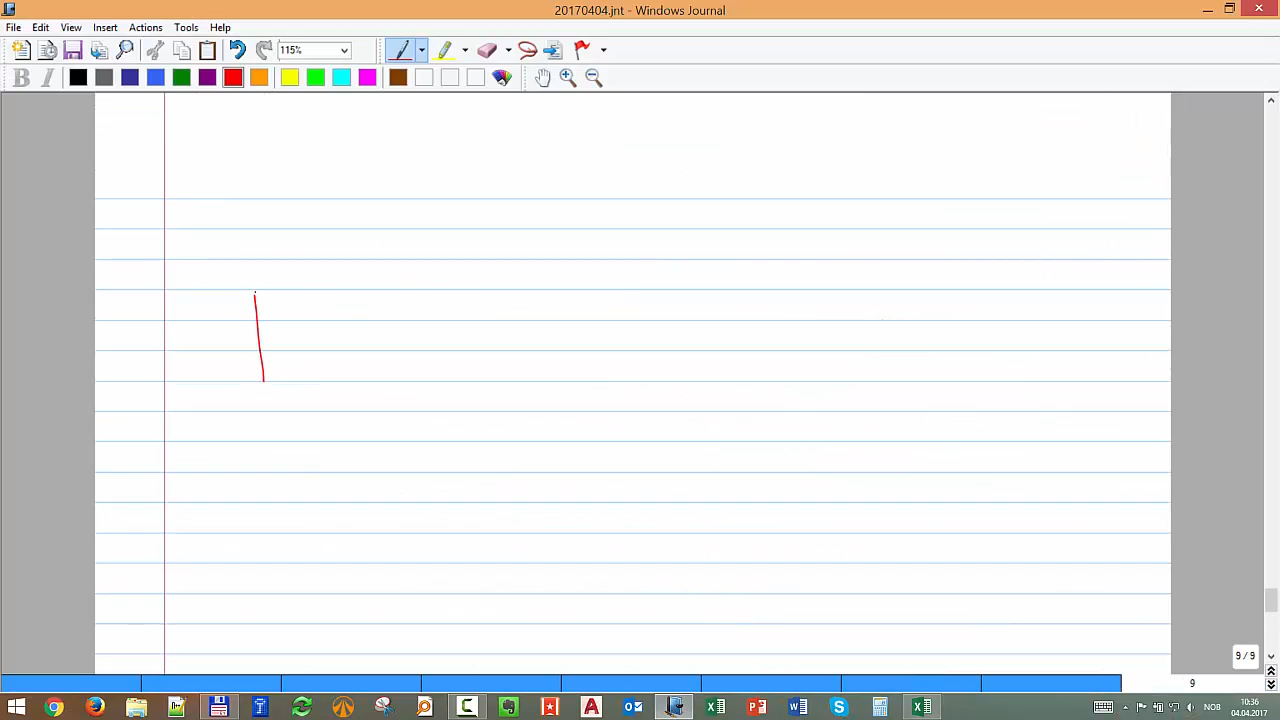 20170404.jnt - Windows Journal
File Edit View Insert Actions Tools Help
115%
B I
9 / 9
9
NOB
10:36
04.04.2017